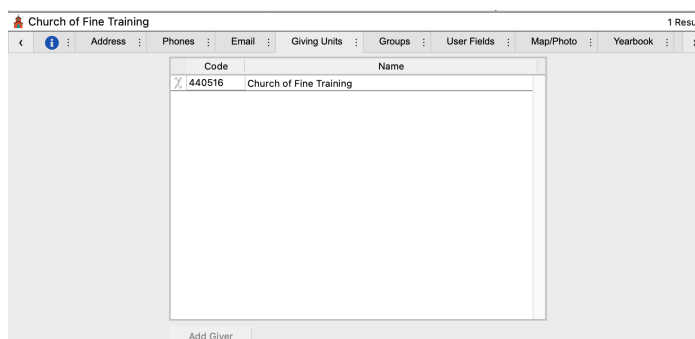 Church of Fine Training 1 Resu
Address Phones Email Giving Units Groups User Fields Map/Photo Yearbook
Code Name
440516 Church of Fine Training
Add Giver